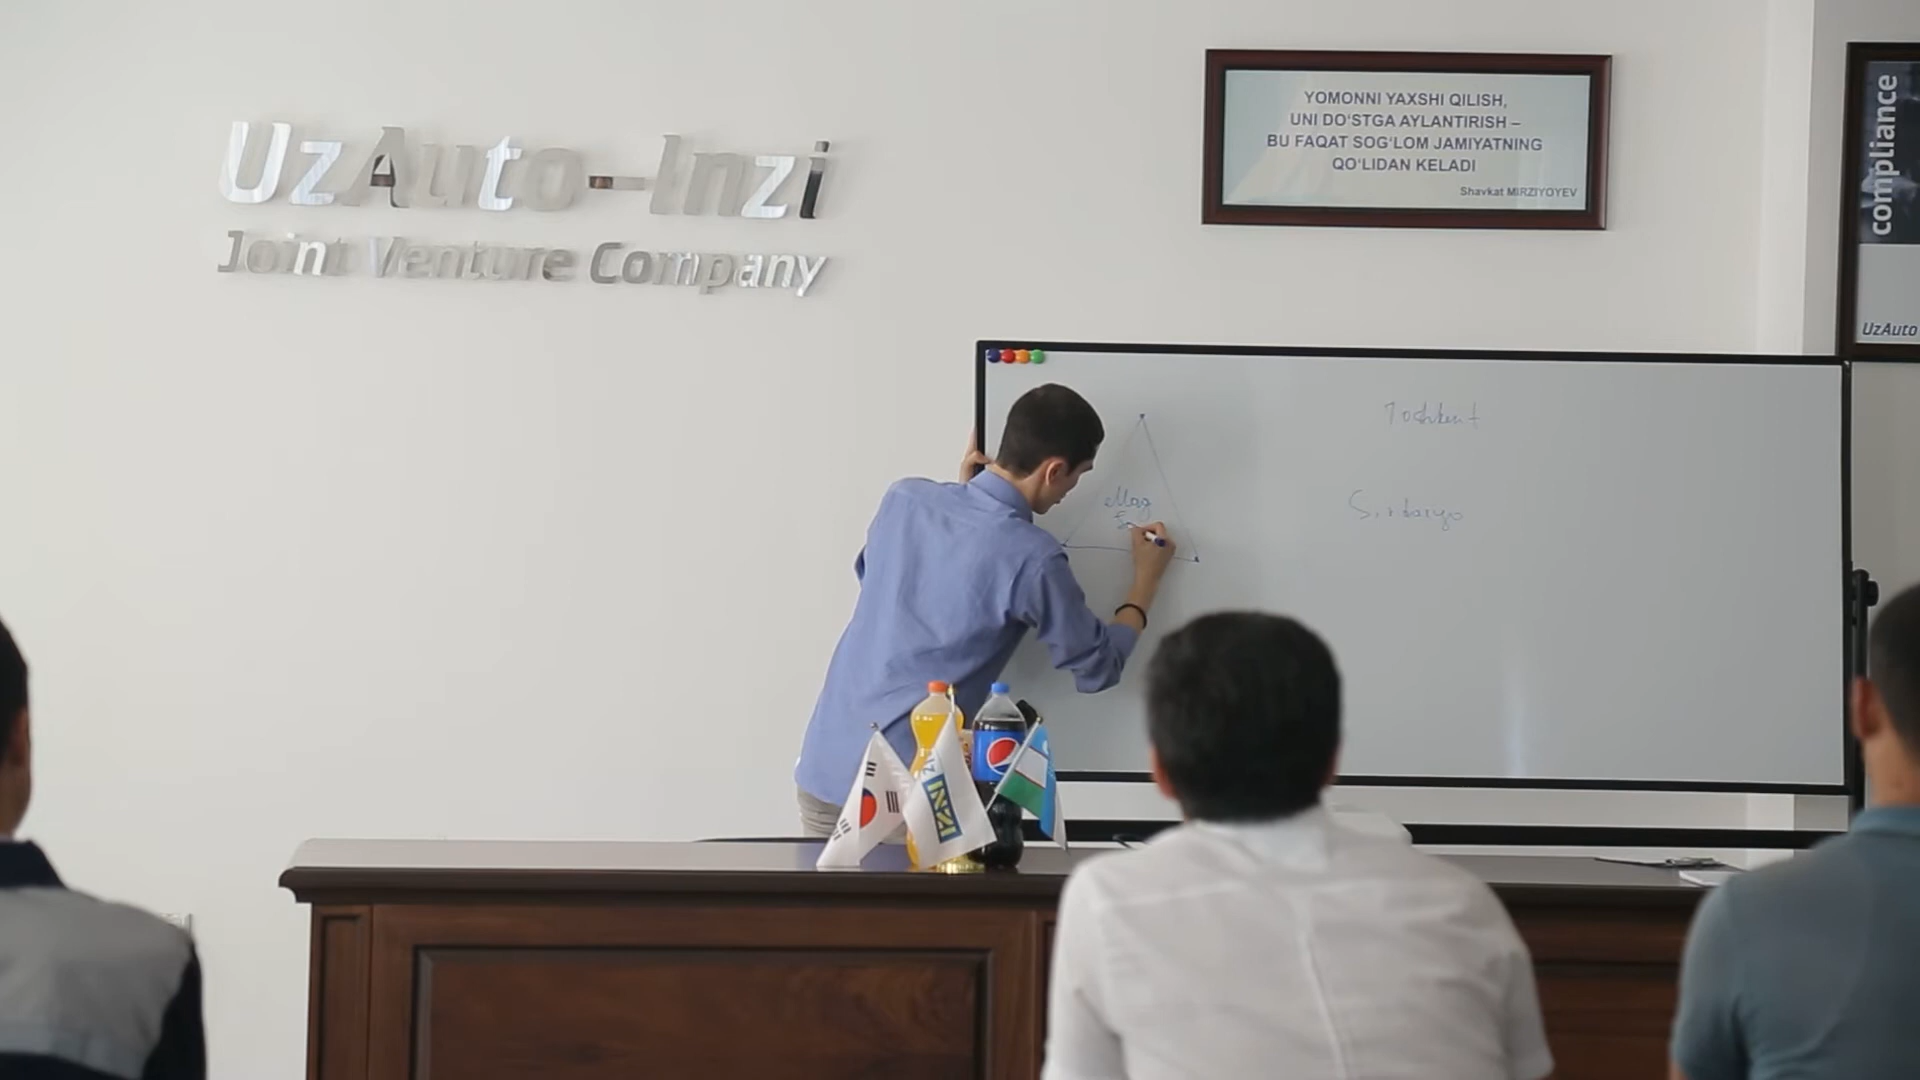 UzAuto-Inzi
Joint Venture Company
YOMONNI YAXSHI QILISH,
UNI DO‘STGA AYLANTIRISH –
BU FAQAT SOG‘LOM JAMIYATNING
QO‘LIDAN KELADI
Shavkat MIRZIYOYEV
compliance
UzAuto
Toshkent
Sirdaryo
INZI